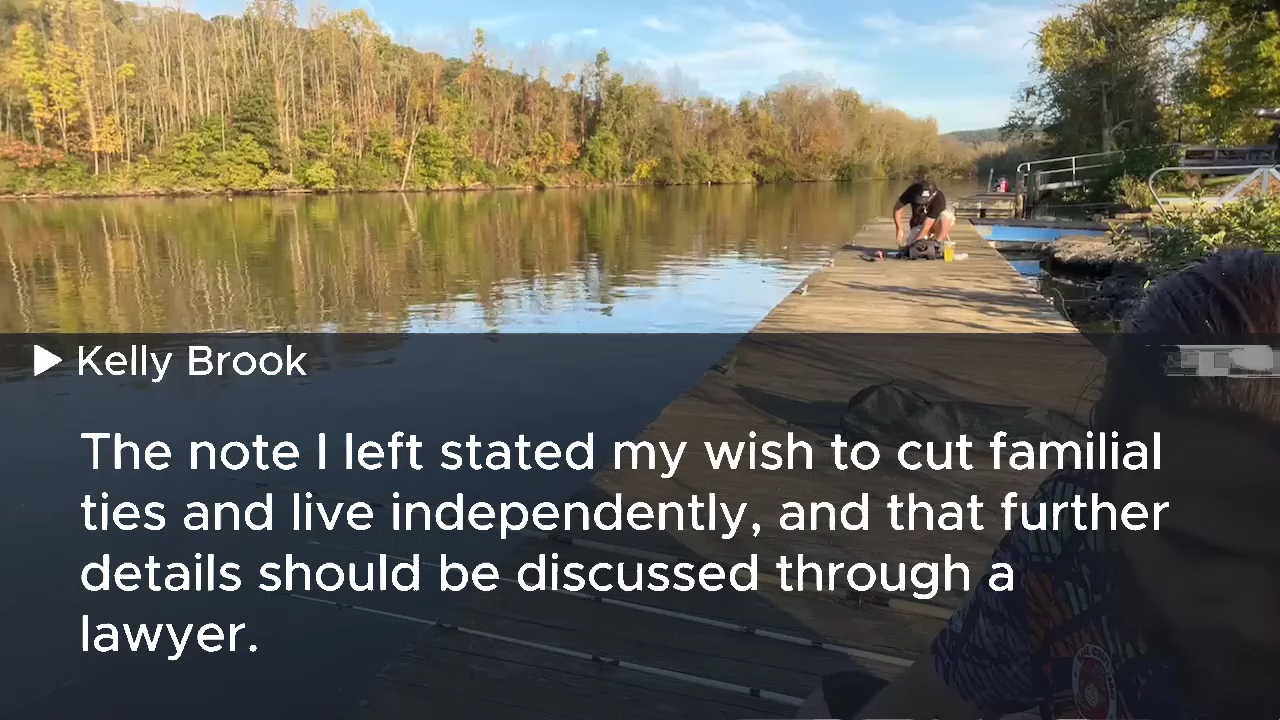 Kelly Brook
The note I left stated my wish to cut familial
ties and live independently, and that further
details should be discussed through a
lawyer.